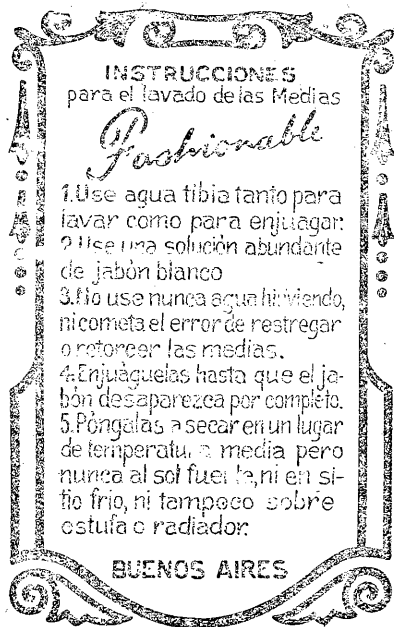 INSTRUCCIONES
para el lavado de las Medias
Fashionable
1.Use agua tibia tanto para
lavar como para enjuagar.
2.Use una solución abundante
de jabón blanco
3.No use nunca agua hirviendo,
ni cometa el error de restregar
o retorcer las medias.
4.Enjuáguelas hasta que el ja-
bón desaparezca por completo.
5.Póngalas a secar en un lugar
de temperatura media pero
nunca al sol fuerte, ni en si-
tio frio, ni tampoco sobre
estufa o radiador.
BUENOS AIRES